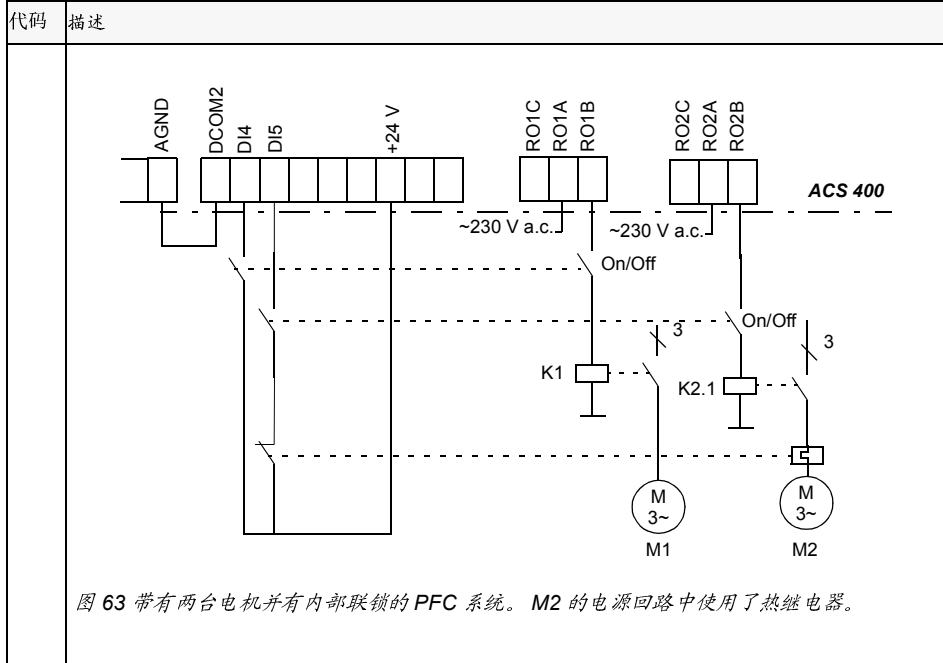 代码 描述
AGND DCOM2 DI4 DI5 +24 V RO1C RO1A RO1B RO2C RO2A RO2B
ACS 400
~230 V a.c. ~230 V a.c.
On/Off
On/Off
3
3
K1
K2.1
M
3~
M
3~
M1 M2
图 63 带有两台电机并有内部联锁的 PFC 系统。 M2 的电源回路中使用了热继电器。